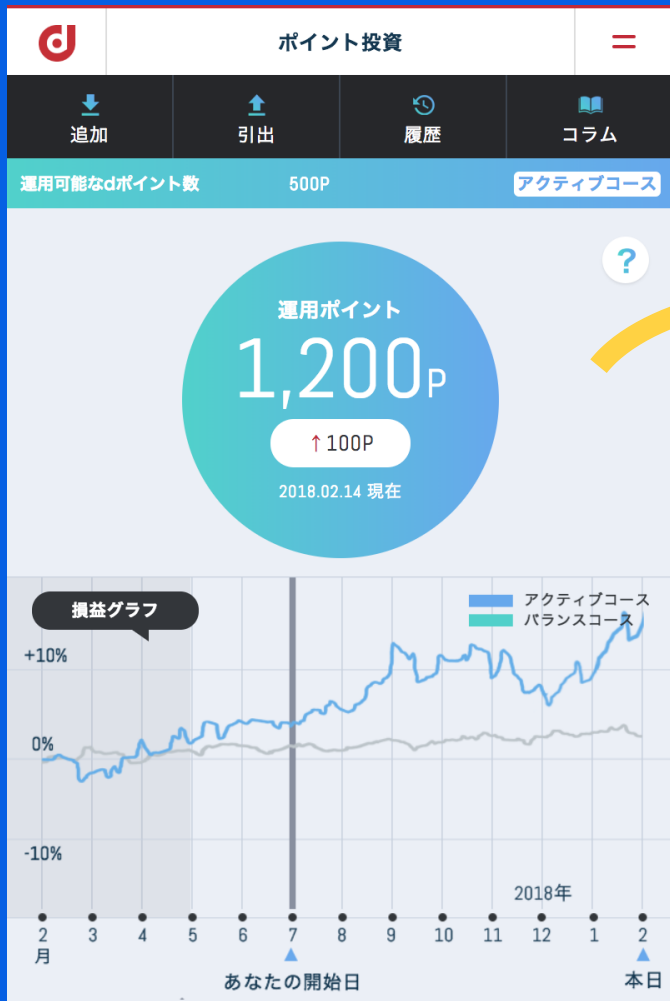 d
ポイント投資
追加
引出
履歴
コラム
運用可能なdポイント数 500P アクティブコース
?
運用ポイント
1,200P
↑100P
2018.02.14 現在
損益グラフ
アクティブコース
バランスコース
+10%
0%
-10%
2018年
2 3 4 5 6 7 8 9 10 11 12 1 2
月
あなたの開始日
本日